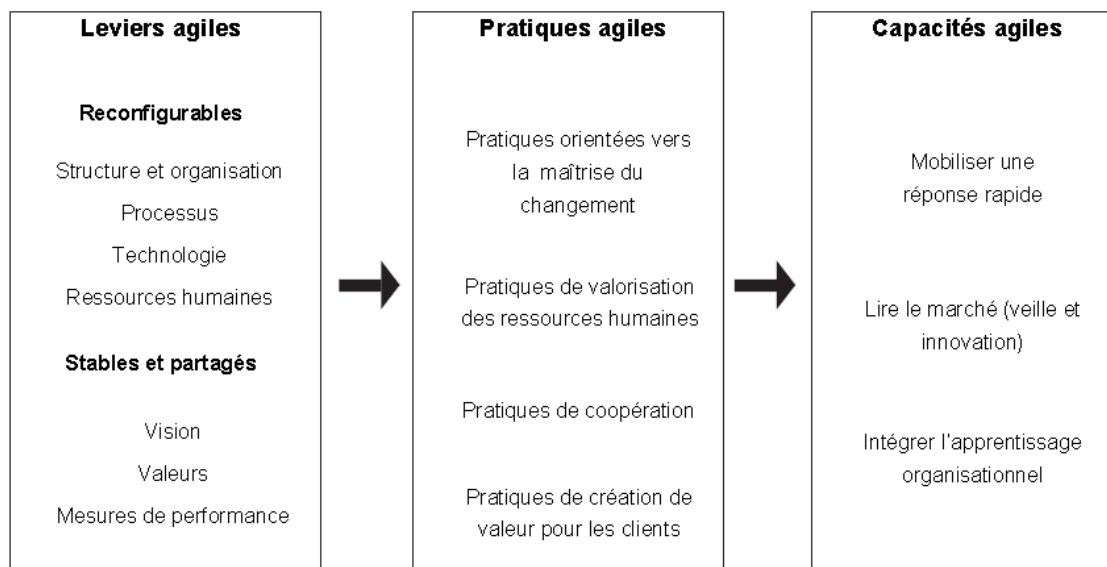 Leviers agiles
Reconfigurables
Structure et organisation
Processus
Technologie
Ressources humaines
Stables et partagés
Vision
Valeurs
Mesures de performance
Pratiques agiles
Pratiques orientées vers
la maîtrise du
changement
Pratiques de valorisation
des ressources humaines
Pratiques de coopération
Pratiques de création de
valeur pour les clients
Capacités agiles
Mobiliser une
réponse rapide
Lire le marché (veille et
innovation)
Intégrer l'apprentissage
organisationnel